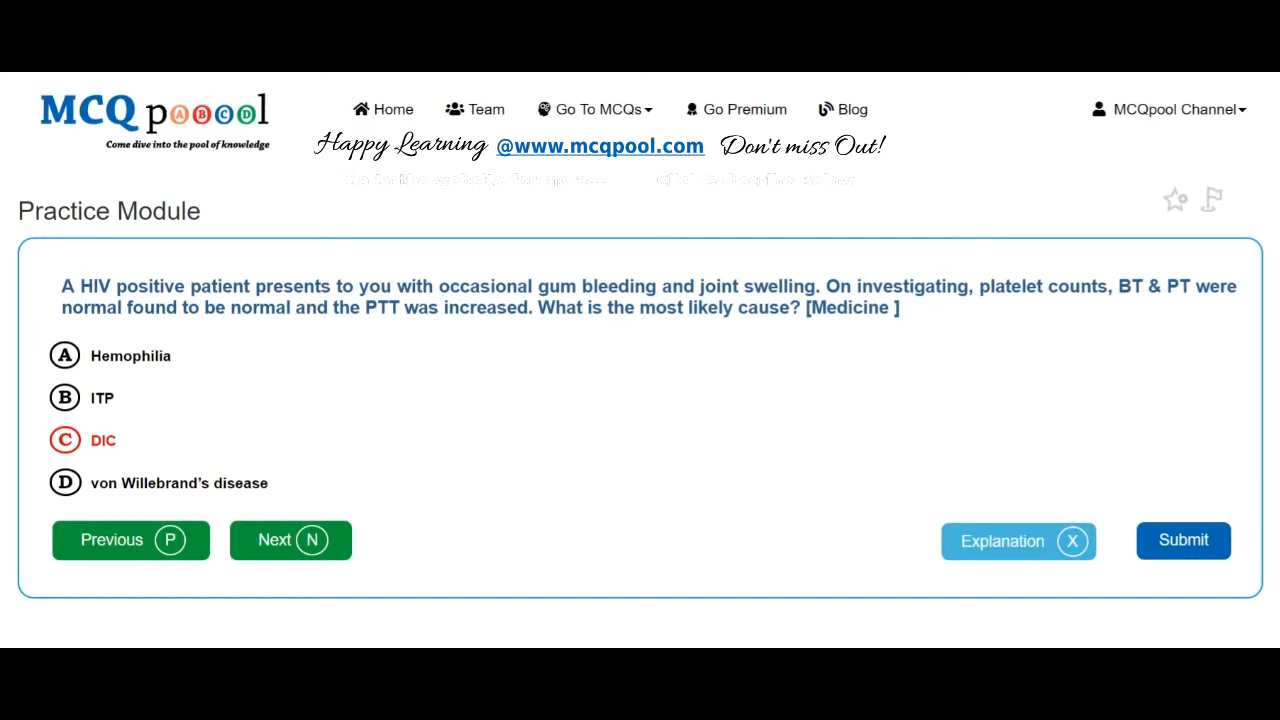 MCQ poool
A B C D
Come dive into the pool of knowledge
Home Team Go To MCQs Go Premium Blog MCQpool Channel
Happy Learning @www.mcqpool.com Don't miss Out!
Practice Module
A HIV positive patient presents to you with occasional gum bleeding and joint swelling. On investigating, platelet counts, BT & PT were
normal found to be normal and the PTT was increased. What is the most likely cause? [Medicine ]
A Hemophilia
B ITP
C DIC
D von Willebrand's disease
Previous P Next N Explanation X Submit